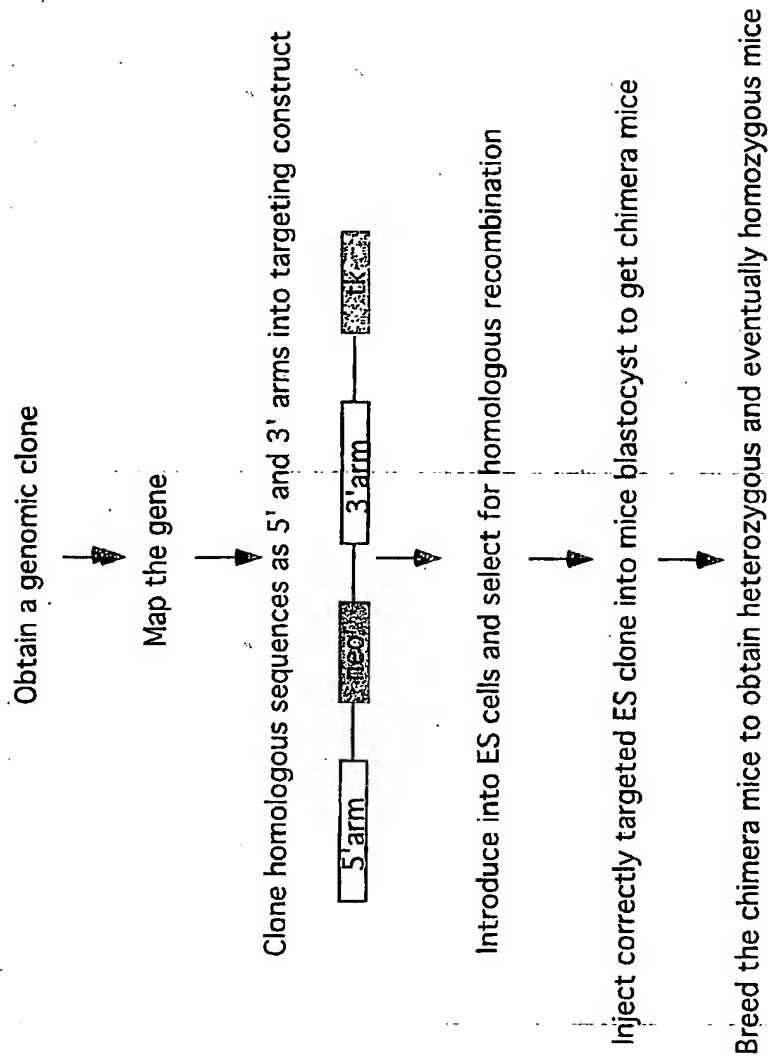 Obtain a genomic clone
Map the gene
Clone homologous sequences as 5' and 3' arms into targeting construct
5'arm neo 3'arm tk
Introduce into ES cells and select for homologous recombination
Inject correctly targeted ES clone into mice blastocyst to get chimera mice
Breed the chimera mice to obtain heterozygous and eventually homozygous mice